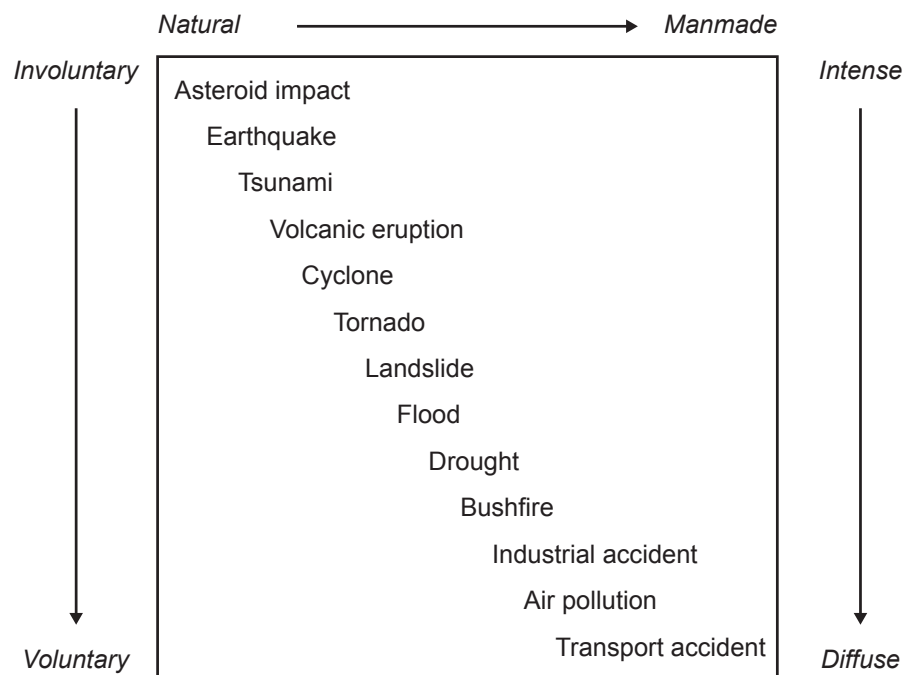 Natural Manmade
Involuntary Intense
Asteroid impact
Earthquake
Tsunami
Volcanic eruption
Cyclone
Tornado
Landslide
Flood
Drought
Bushfire
Industrial accident
Air pollution
Transport accident
Voluntary Diffuse